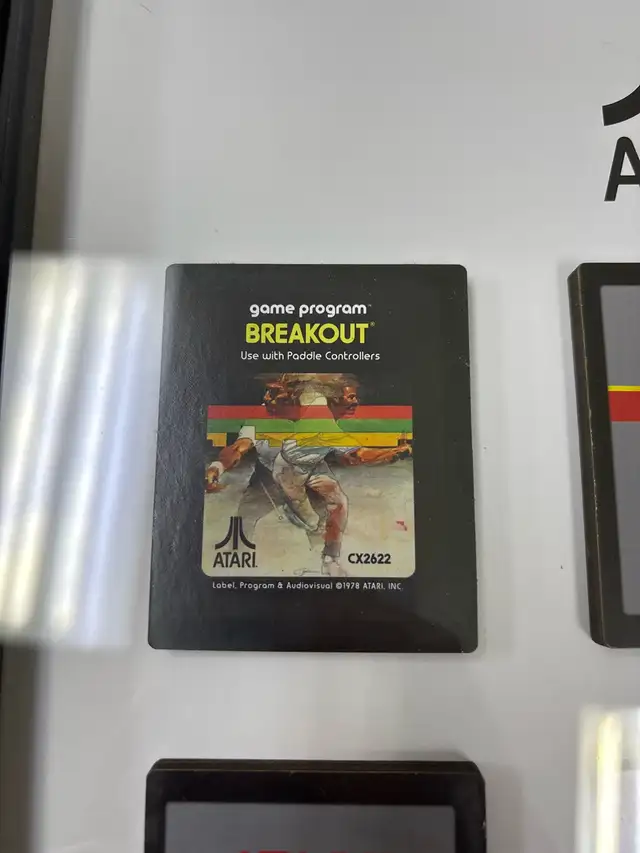 game program™
BREAKOUT®
Use with Paddle Controllers
ATARI®
CX2622
Label, Program & Audiovisual ©1978 ATARI, INC.